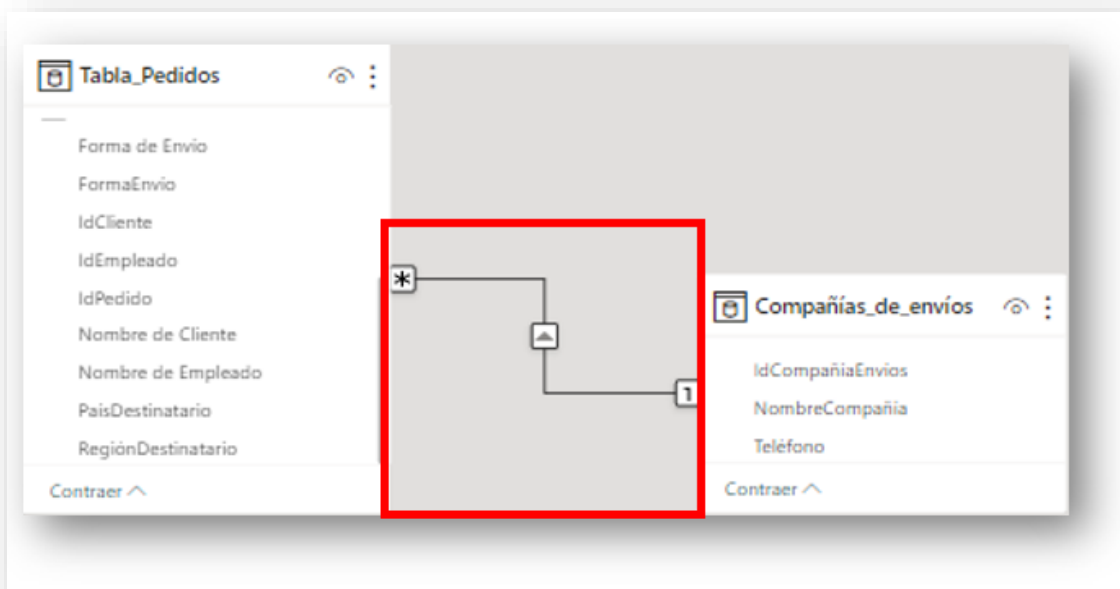 Tabla_Pedidos
Forma de Envio
FormaEnvio
IdCliente
IdEmpleado
IdPedido
Nombre de Cliente
Nombre de Empleado
PaisDestinatario
RegiónDestinatario
Contraer
*
1
Compañías_de_envíos
IdCompañiaEnvios
NombreCompañia
Teléfono
Contraer